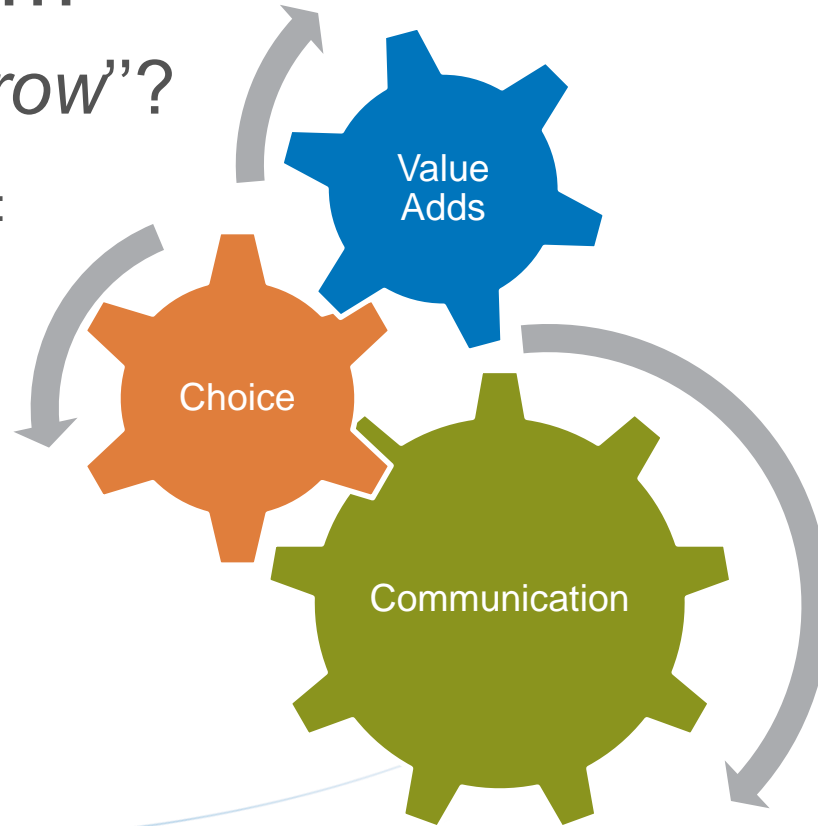 row’’?
:
Value
Adds
Choice
Communication